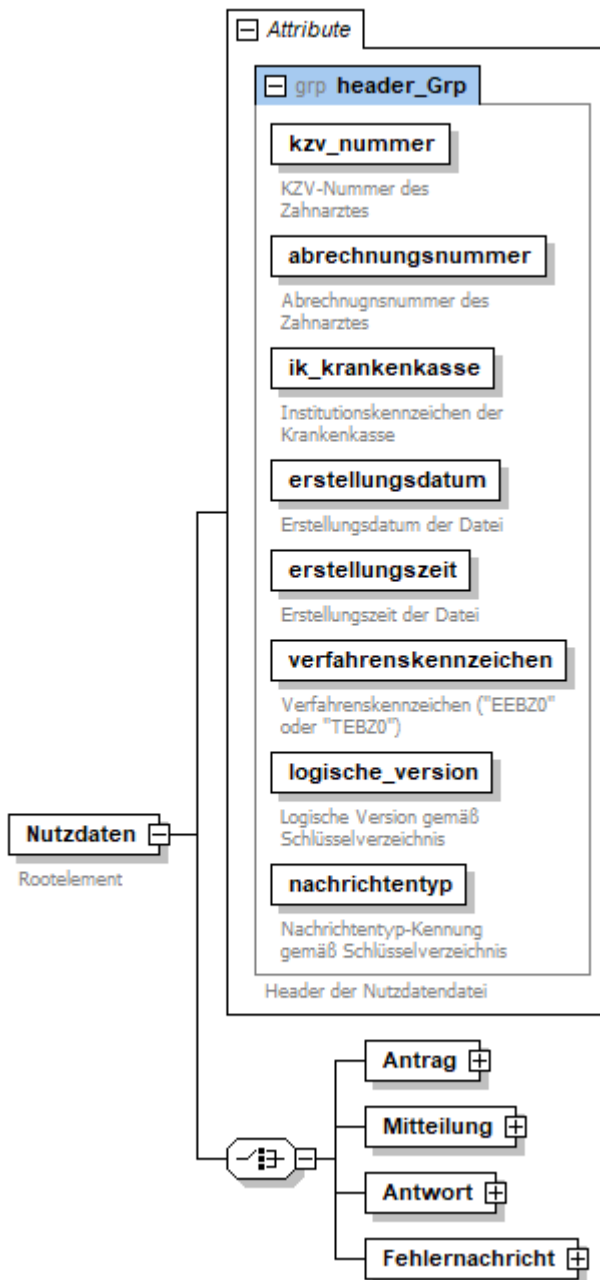 Attribute
grp header_Grp
kzv_nummer
KZV-Nummer des
Zahnarztes
abrechnungsnummer
Abrechnugnsnummer des
Zahnarztes
ik_krankenkasse
Institutionskennzeichen der
Krankenkasse
erstellungsdatum
Erstellungsdatum der Datei
erstellungszeit
Erstellungszeit der Datei
verfahrenskennzeichen
Verfahrenskennzeichen ("EEBZ0"
oder "TEBZ0")
logische_version
Logische Version gemäß
Schlüsselverzeichnis
nachrichtentyp
Nachrichtentyp-Kennung
gemäß Schlüsselverzeichnis
Header der Nutzdatendatei
Nutzdaten
Rootelement
Antrag
Mitteilung
Antwort
Fehlernachricht